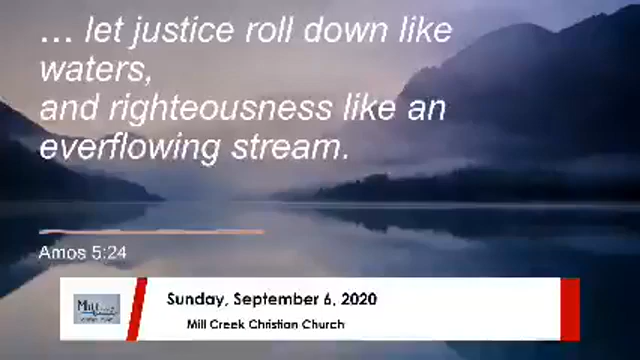 ... let justice roll down like
waters,
and righteousness like an
everflowing stream.
Amos 5:24
Mill
Sunday, September 6, 2020
Mill Creek Christian Church